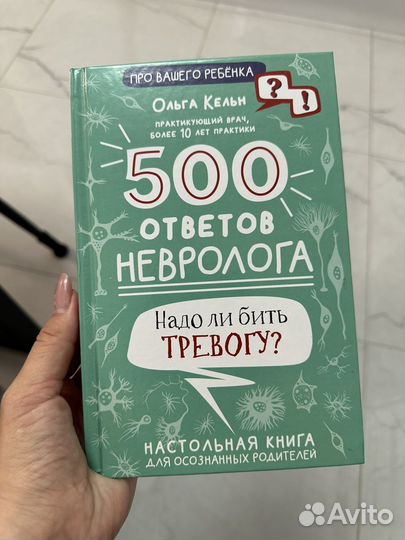 ПРО ВАШЕГО РЕБЁНКА
? !
Ольга Кельн
ПРАКТИКУЮЩИЙ ВРАЧ,
БОЛЕЕ 10 ЛЕТ ПРАКТИКИ
500
ОТВЕТОВ
НЕВРОЛОГА
Надо ли бить
ТРЕВОГУ?
НАСТОЛЬНАЯ КНИГА
ДЛЯ ОСОЗНАННЫХ РОДИТЕЛЕЙ
Avito